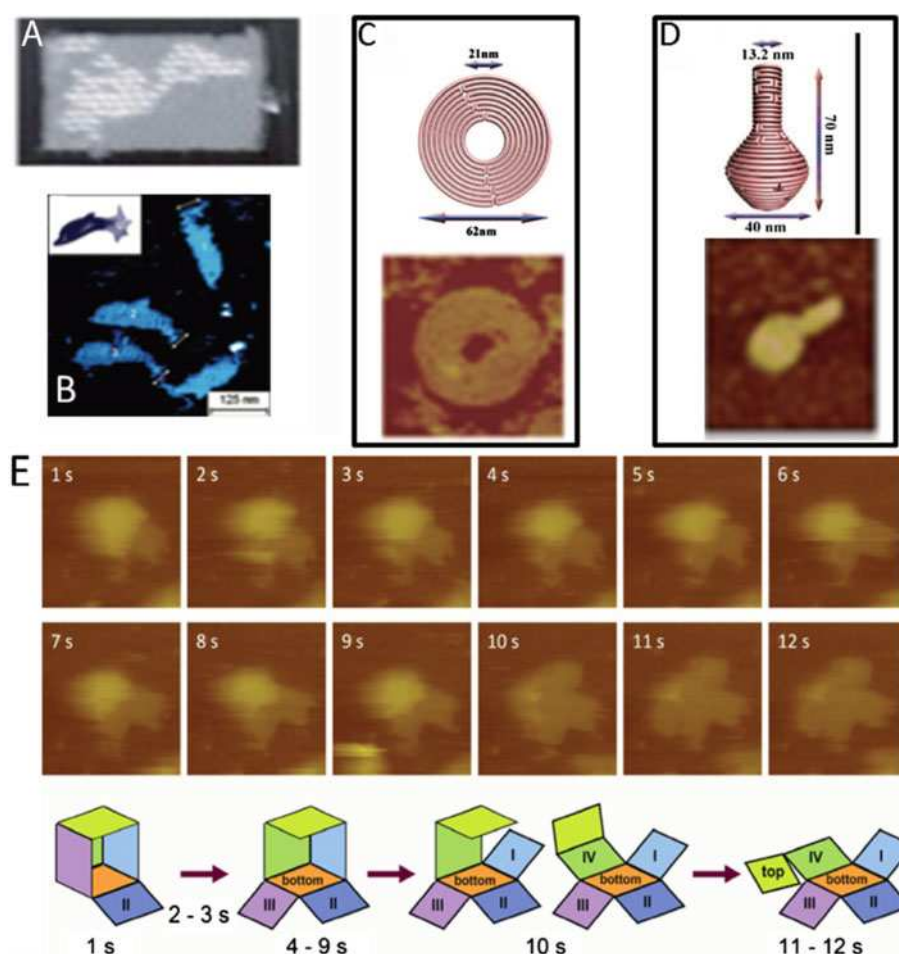 A
B
125 nm
C
21nm
62nm
D
13.2 nm
70 nm
40 nm
E
1 s
2 s
3 s
4 s
5 s
6 s
7 s
8 s
9 s
10 s
11 s
12 s
II
1 s
2 - 3 s
bottom
III
II
4 - 9 s
I
bottom
III
II
IV
I
bottom
III
II
10 s
top
IV
I
bottom
III
II
11 - 12 s